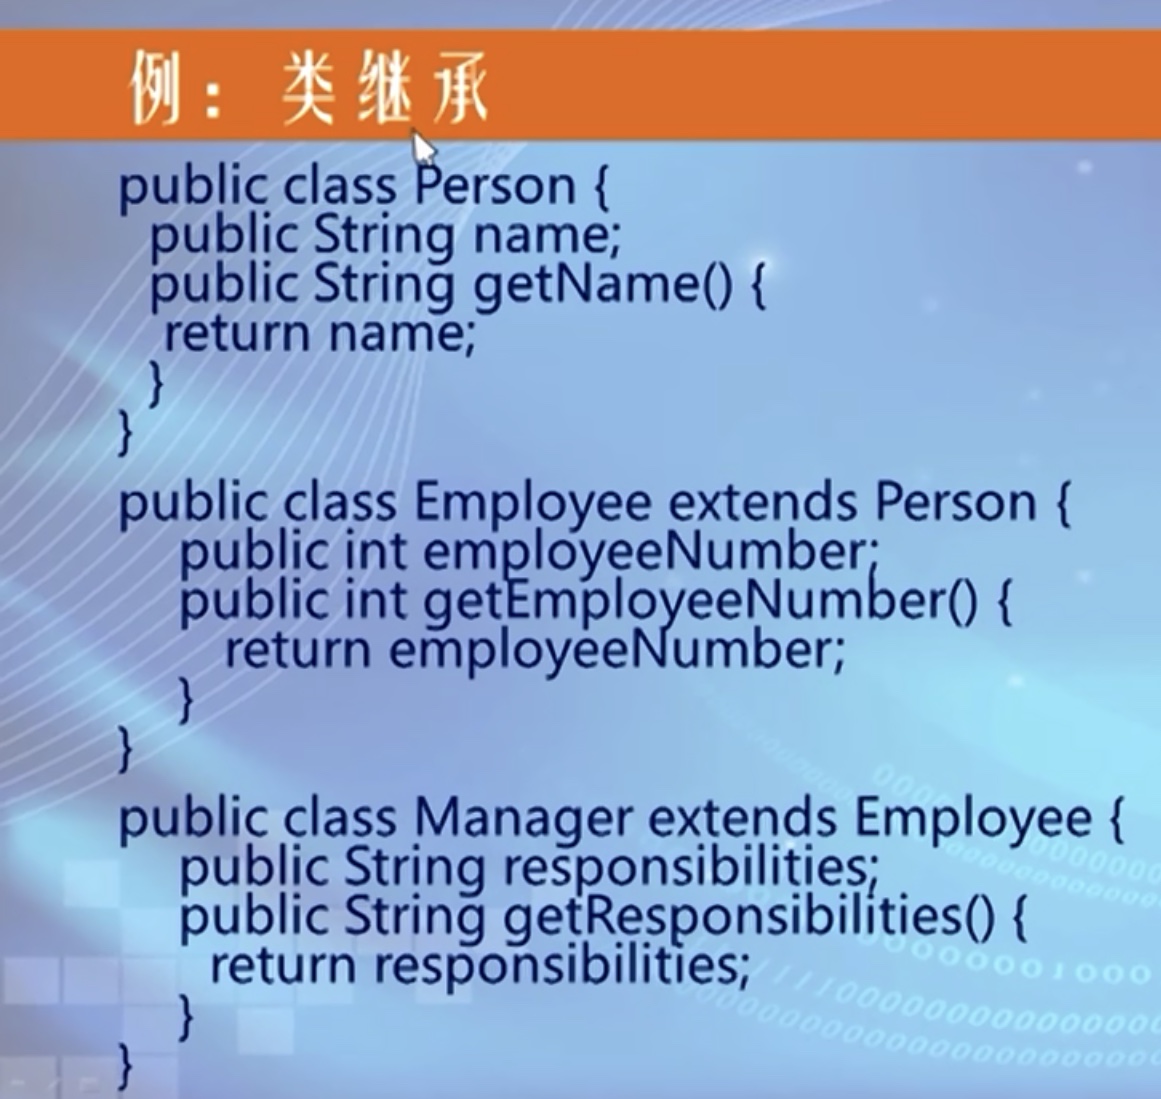 例： 类 继 承
public class Person {
public String name;
public String getName() {
return name;
}
}
public class Employee extends Person {
public int employeeNumber;
public int getEmployeeNumber() {
return employeeNumber;
}
}
public class Manager extends Employee {
public String responsibilities;
public String getResponsibilities() {
return responsibilities;
}
}